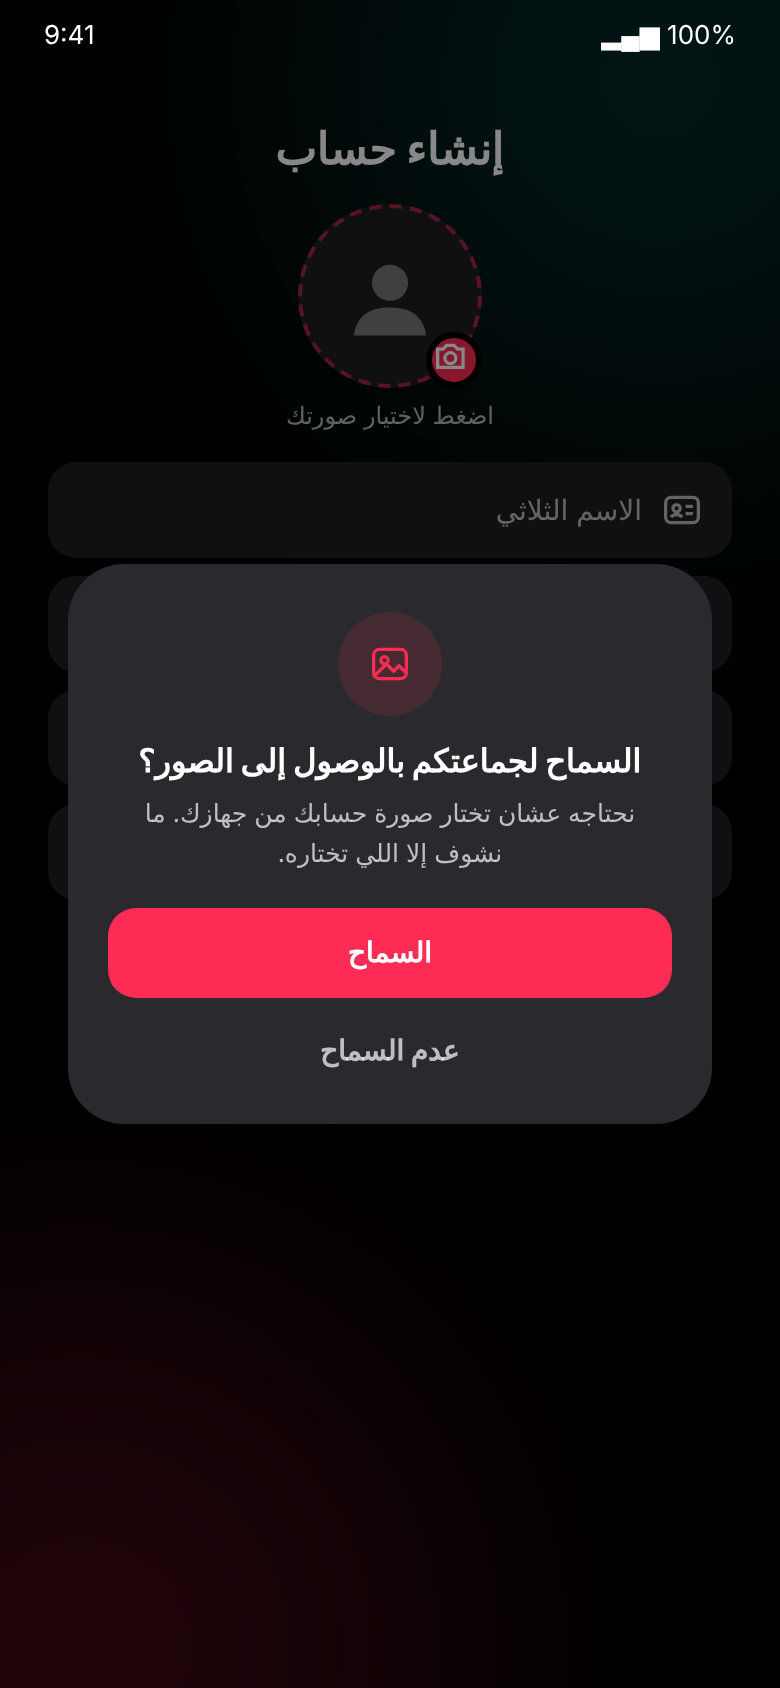 9:41
100%
إنشاء حساب
اضغط لاختيار صورتك
الاسم الثلاثي
السماح لجماعتكم بالوصول إلى الصور؟
نحتاجه عشان تختار صورة حسابك من جهازك. ما
نشوف إلا اللي تختاره.
السماح
عدم السماح